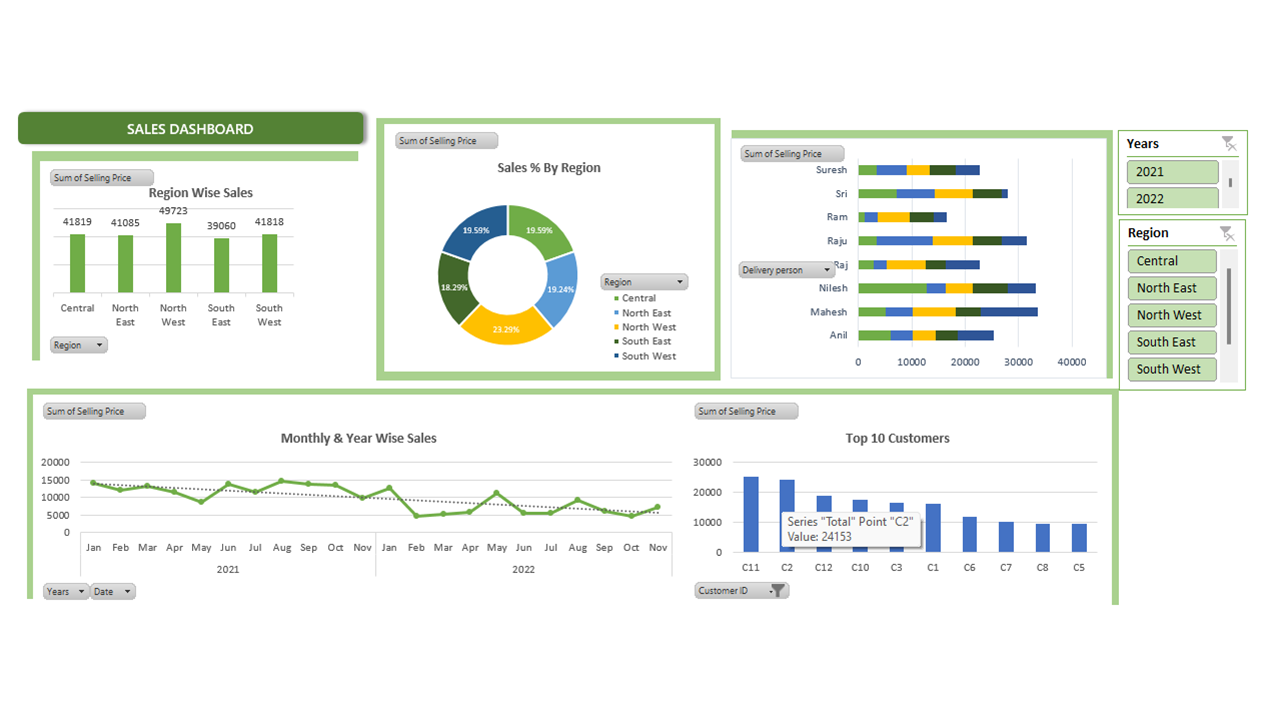 SALES DASHBOARD
Sum of Selling Price
Region Wise Sales
41819
41085
49723
39060
41818
Central
North East
North West
South East
South West
Region
Sum of Selling Price
Sales % By Region
19.59%
19.59%
19.24%
18.29%
23.29%
Region
Central
North East
North West
South East
South West
Sum of Selling Price
Suresh
Sri
Ram
Raju
Delivery person
Raj
Nilesh
Mahesh
Anil
0 10000 20000 30000 40000
Years
2021
2022
Region
Central
North East
North West
South East
South West
Sum of Selling Price
Monthly & Year Wise Sales
20000
15000
10000
5000
0
Jan Feb Mar Apr May Jun Jul Aug Sep Oct Nov Jan Feb Mar Apr May Jun Jul Aug Sep Oct Nov
2021 2022
Years Date
Sum of Selling Price
Top 10 Customers
30000
20000
10000
0
Series "Total" Point "C2"
Value: 24153
C11 C2 C12 C10 C3 C1 C6 C7 C8 C5
Customer ID